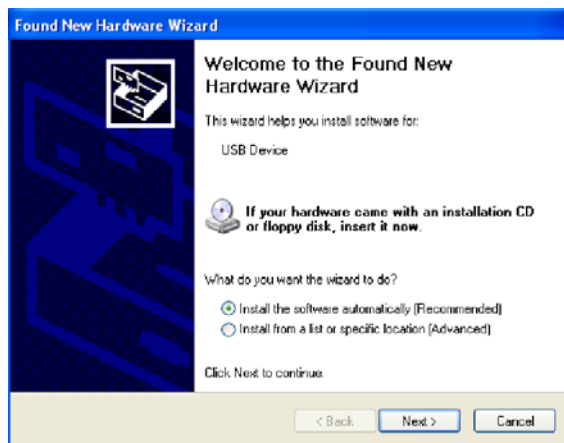 Found New Hardware Wizard
Welcome to the Found New
Hardware Wizard
This wizard helps you install software for:
USB Device
If your hardware came with an installation CD
or floppy disk, insert it now.
What do you want the wizard to do?
Install the software automatically (Recommended)
Install from a list or specific location (Advanced)
Click Next to continue.
< Back Next > Cancel